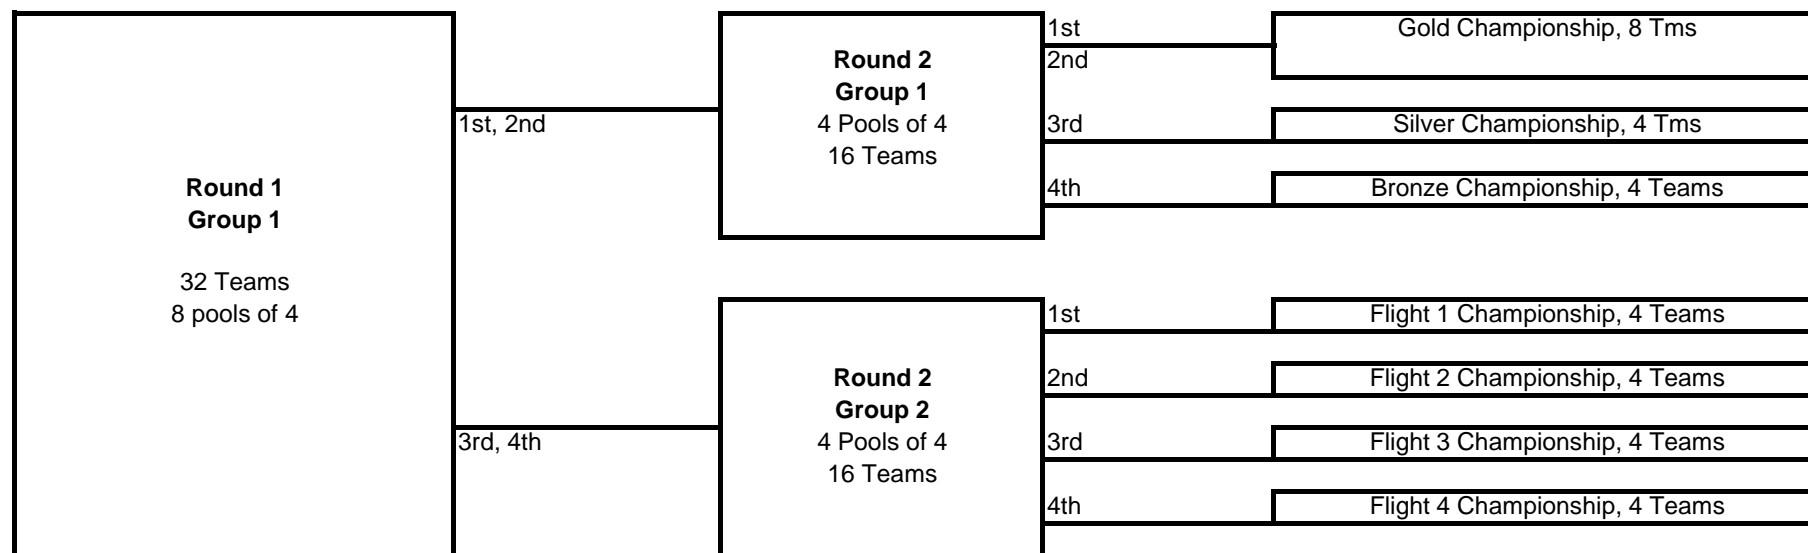 Round 1
Group 1
32 Teams
8 pools of 4
1st, 2nd
3rd, 4th
Round 2
Group 1
4 Pools of 4
16 Teams
1st
2nd
3rd
4th
Gold Championship, 8 Tms
Silver Championship, 4 Tms
Bronze Championship, 4 Teams
Round 2
Group 2
4 Pools of 4
16 Teams
1st
2nd
3rd
4th
Flight 1 Championship, 4 Teams
Flight 2 Championship, 4 Teams
Flight 3 Championship, 4 Teams
Flight 4 Championship, 4 Teams